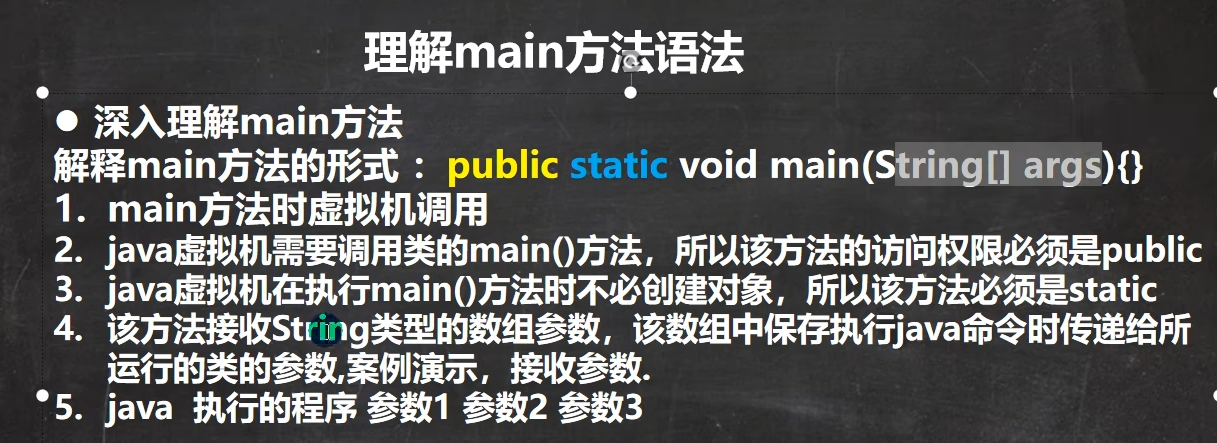 理解main方法语法
● 深入理解main方法
解释main方法的形式 ：public static void main(String[] args){}
1. main方法时虚拟机调用
2. java虚拟机需要调用类的main()方法，所以该方法的访问权限必须是public
3. java虚拟机在执行main()方法时不必创建对象，所以该方法必须是static
4. 该方法接收String类型的数组参数，该数组中保存执行java命令时传递给所
运行的类的参数,案例演示，接收参数.
5. java 执行的程序 参数1 参数2 参数3